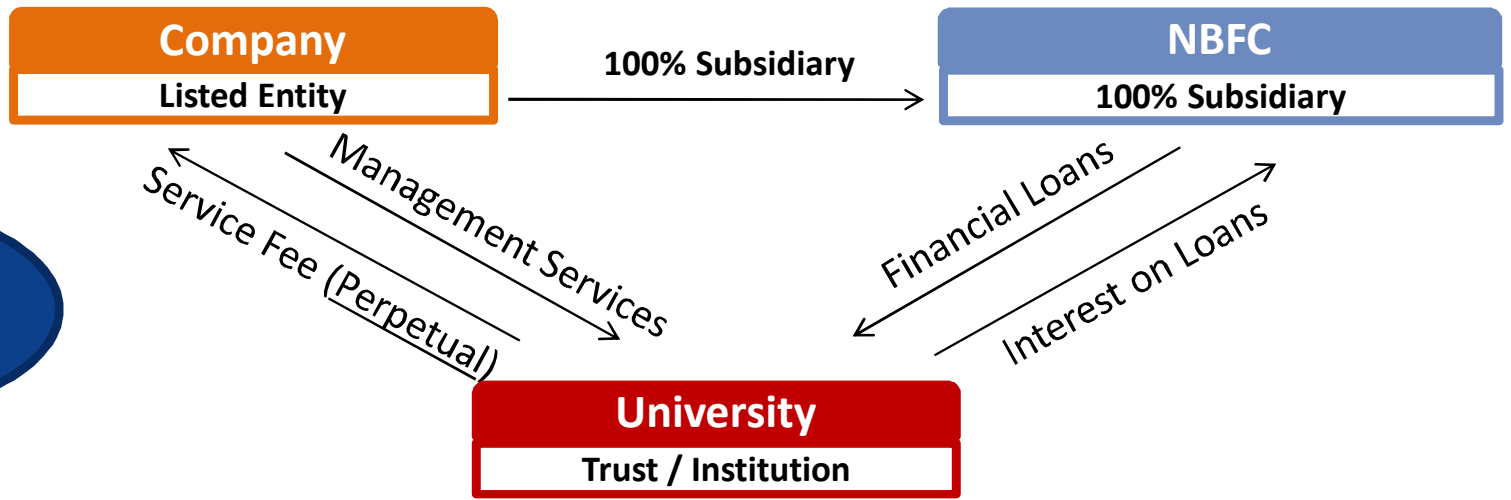 Company
Listed Entity
100% Subsidiary
NBFC
100% Subsidiary
Management Services
Service Fee (Perpetual)
Financial Loans
Interest on Loans
University
Trust / Institution